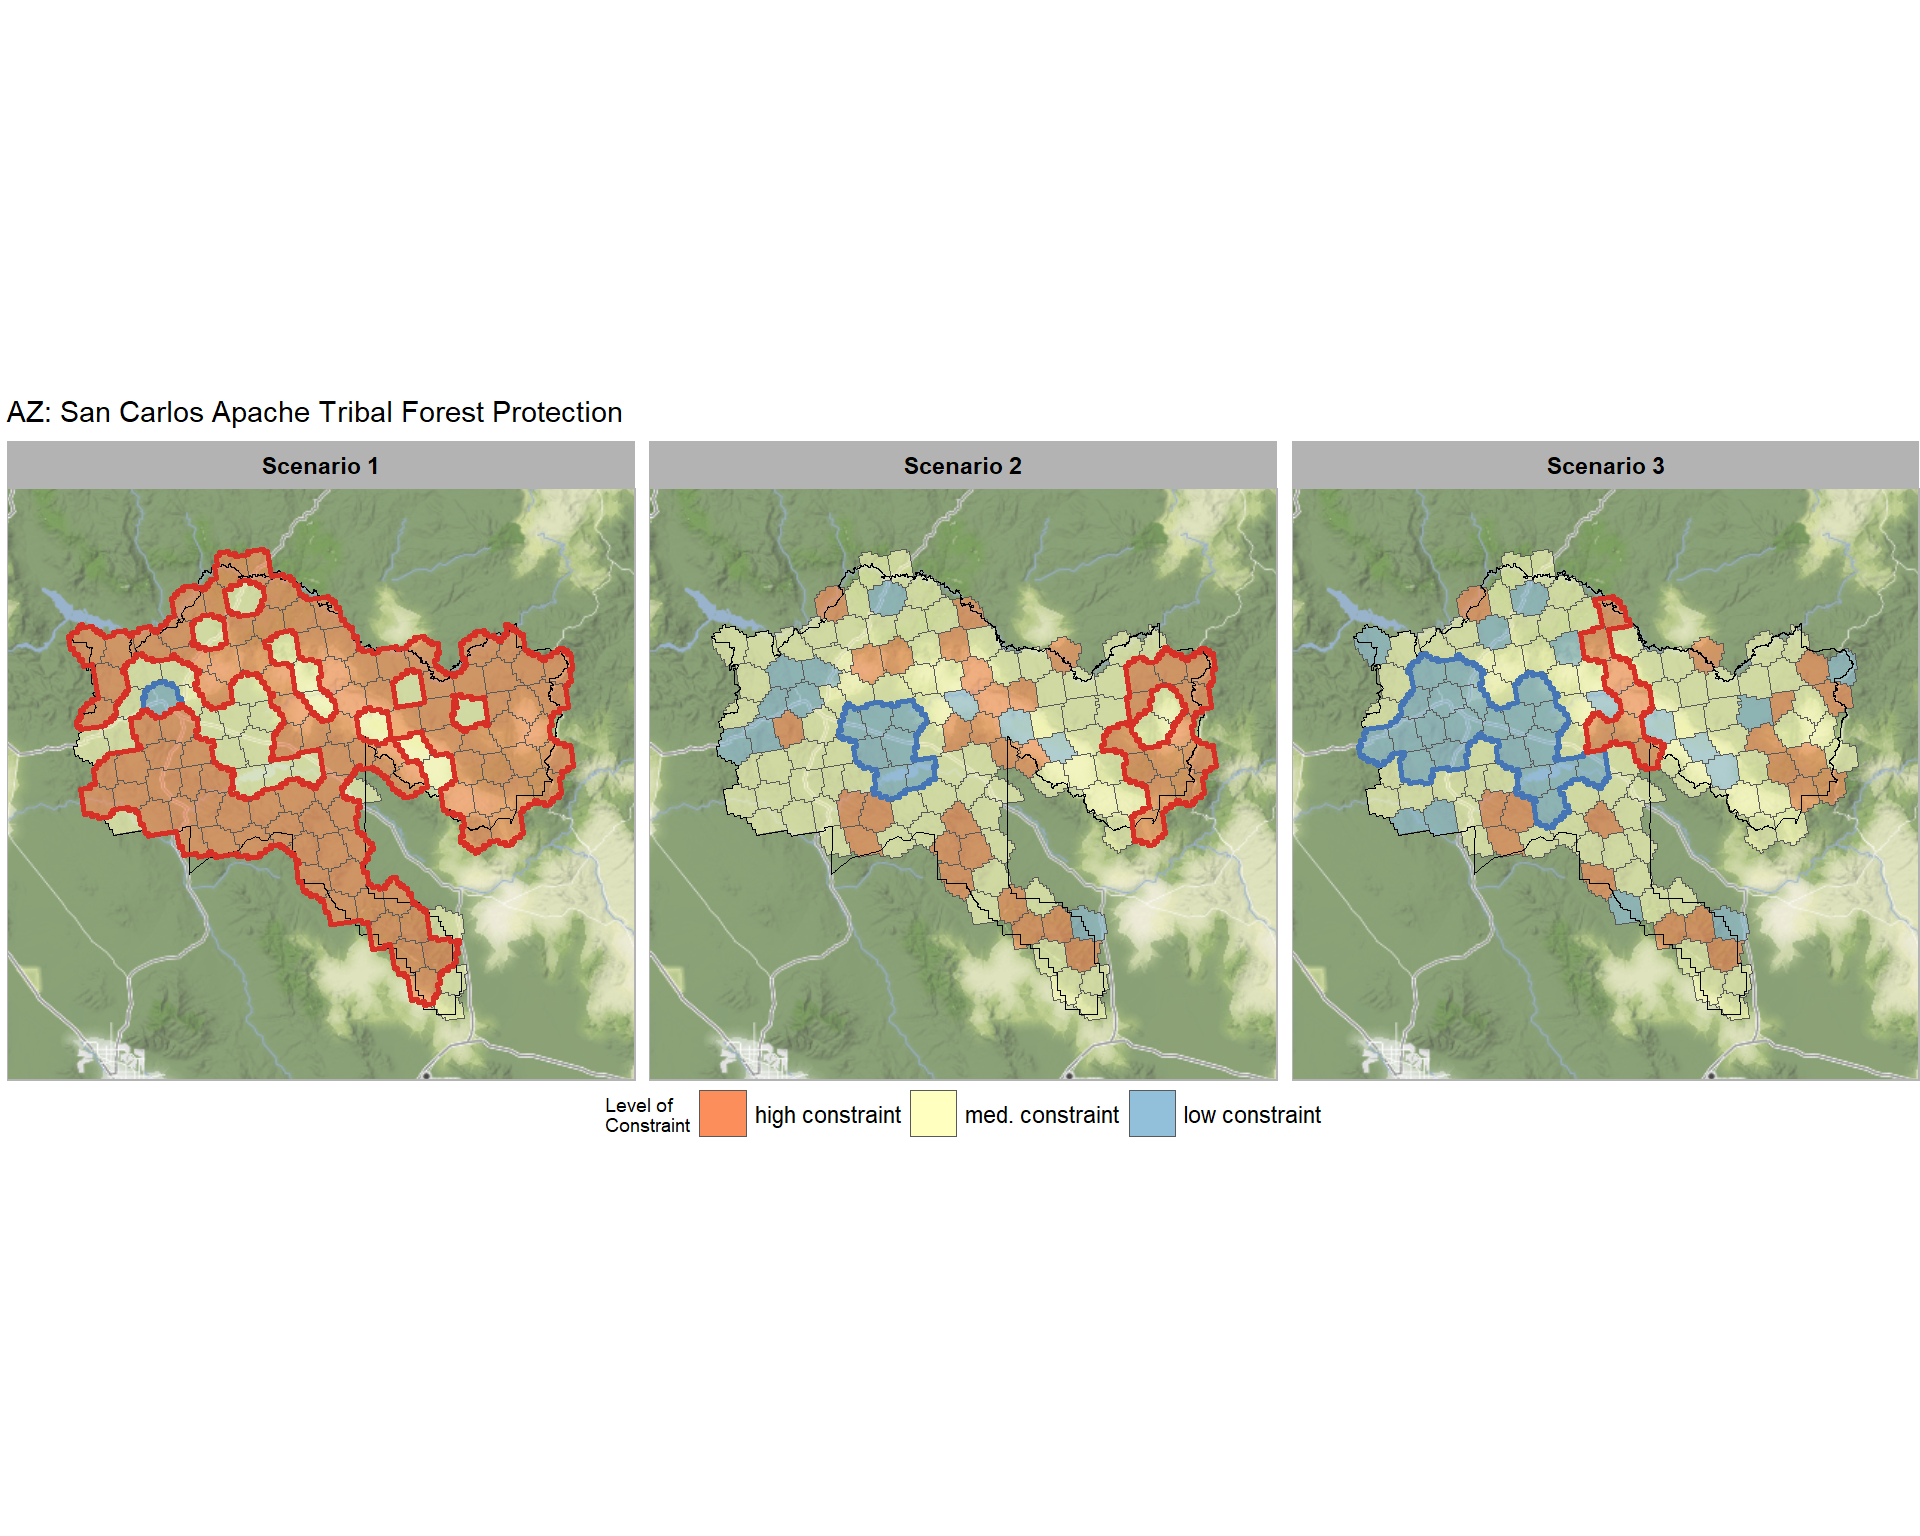 AZ: San Carlos Apache Tribal Forest Protection
Scenario 1
Scenario 2
Scenario 3
Level of
Constraint
high constraint
med. constraint
low constraint